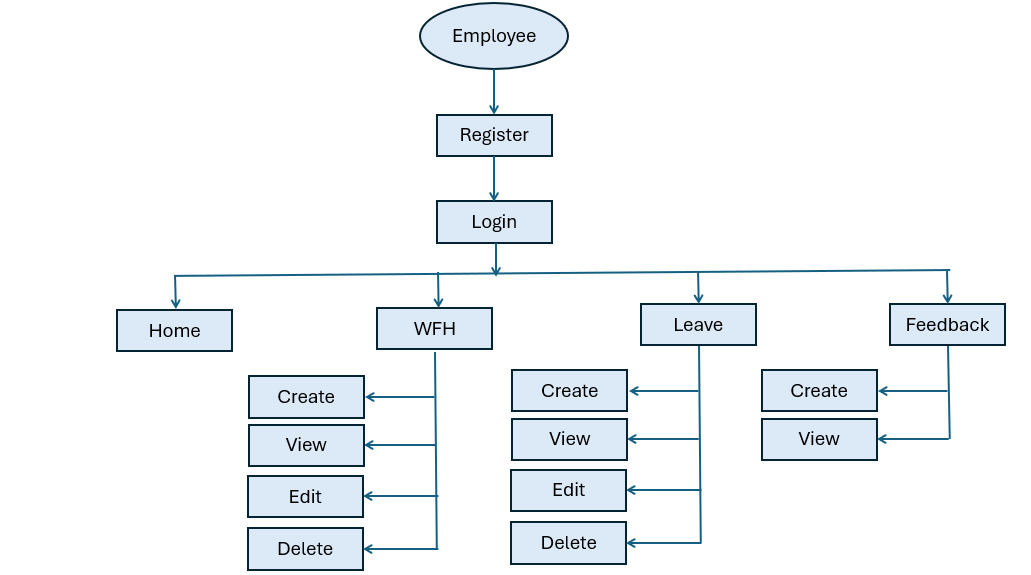 Employee
Register
Login
Home
WFH
Leave
Feedback
Create
View
Edit
Delete
Create
View
Edit
Delete
Create
View